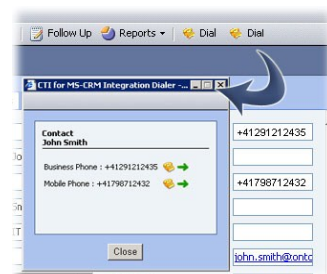 Follow Up Reports Dial Dial
CTI for MS-CRM Integration Dialer -...
Contact
John Smith
Business Phone : +41291212435
Mobile Phone : +41798712432
Close
+41291212435
+41798712432
john.smith@contc